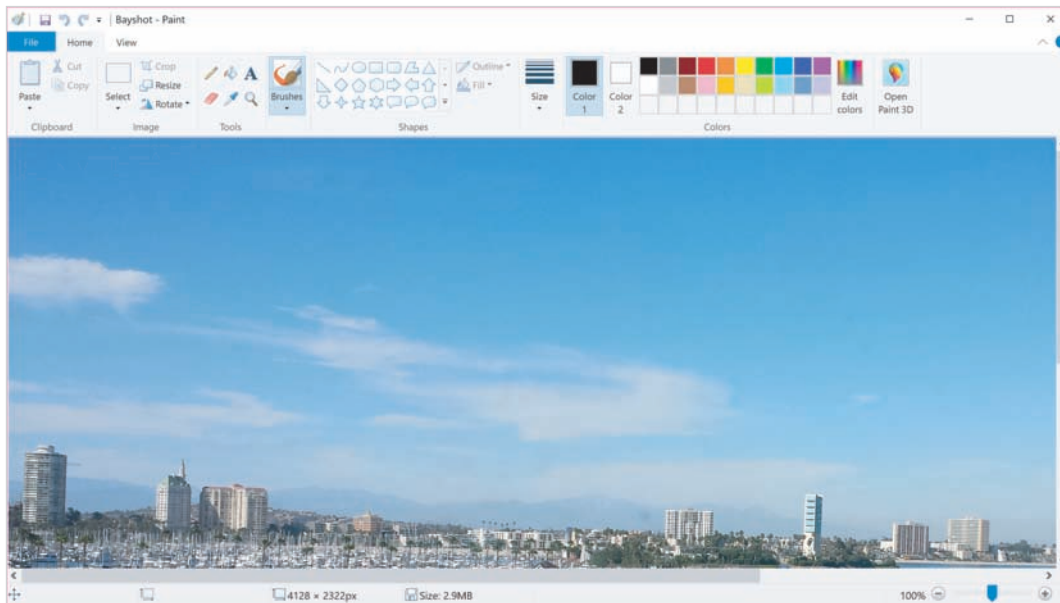 Bayshot - Paint
File Home View
Cut
Copy
Paste
Clipboard
Select
Crop
Resize
Rotate
Image
A
Tools
Brushes
Outline
Fill
Shapes
Size
Color 1
Color 2
Edit colors
Colors
Open Paint 3D
4128 × 2322px Size: 2.9MB 100%